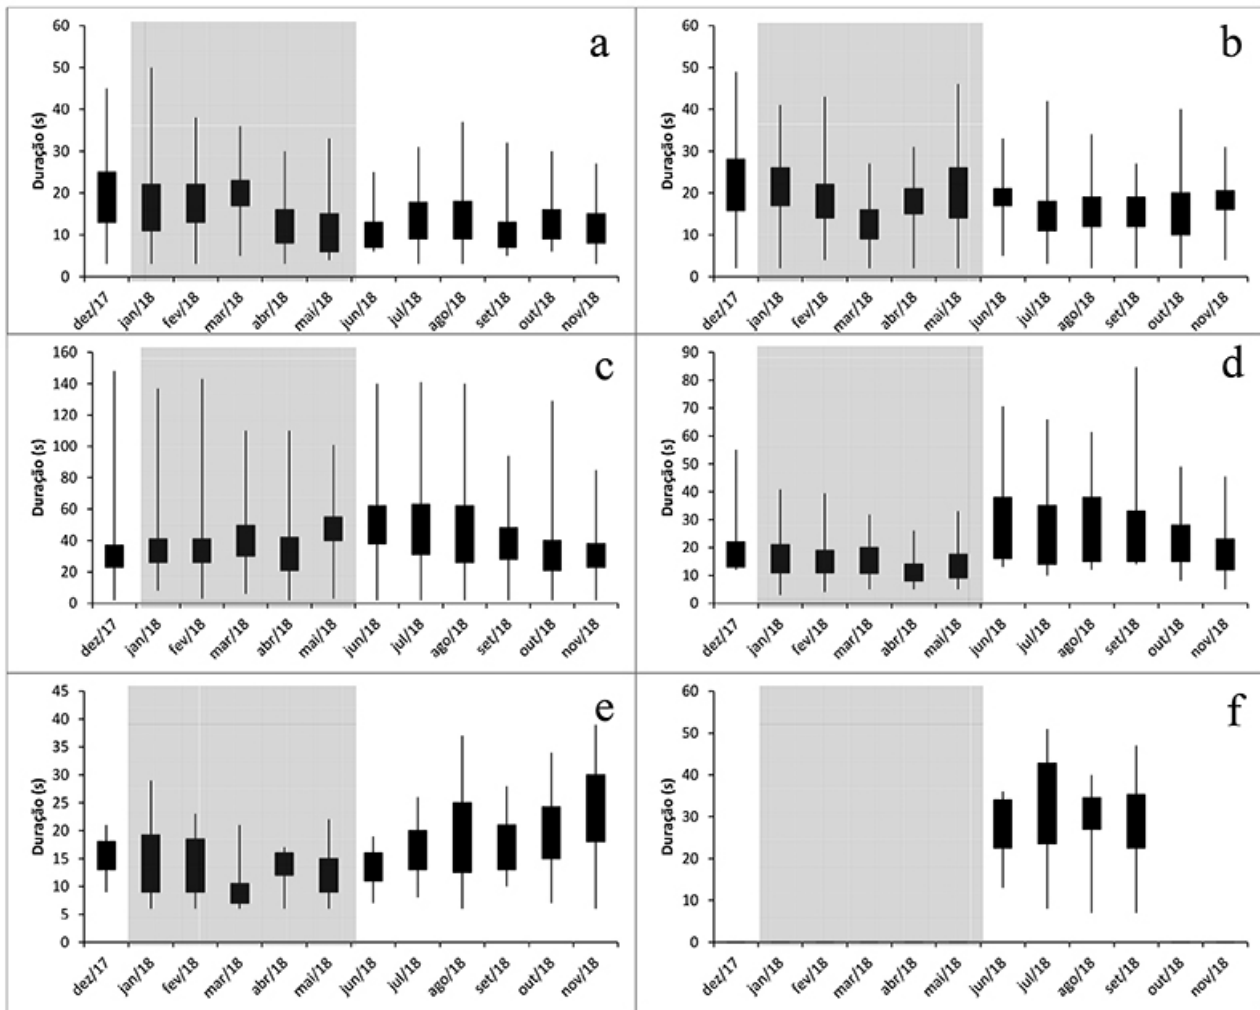 a
60
50
40
30
20
10
0
Duração (s)
dez/17 jan/18 fev/18 mar/18 abr/18 mai/18 jun/18 jul/18 ago/18 set/18 out/18 nov/18
b
60
50
40
30
20
10
0
Duração (s)
dez/17 jan/18 fev/18 mar/18 abr/18 mai/18 jun/18 jul/18 ago/18 set/18 out/18 nov/18
c
160
140
120
100
80
60
40
20
0
Duração (s)
dez/17 jan/18 fev/18 mar/18 abr/18 mai/18 jun/18 jul/18 ago/18 set/18 out/18 nov/18
d
90
80
70
60
50
40
30
20
10
0
Duração (s)
dez/17 jan/18 fev/18 mar/18 abr/18 mai/18 jun/18 jul/18 ago/18 set/18 out/18 nov/18
e
45
40
35
30
25
20
15
10
5
0
Duração (s)
dez/17 jan/18 fev/18 mar/18 abr/18 mai/18 jun/18 jul/18 ago/18 set/18 out/18 nov/18
f
60
50
40
30
20
10
0
Duração (s)
dez/17 jan/18 fev/18 mar/18 abr/18 mai/18 jun/18 jul/18 ago/18 set/18 out/18 nov/18